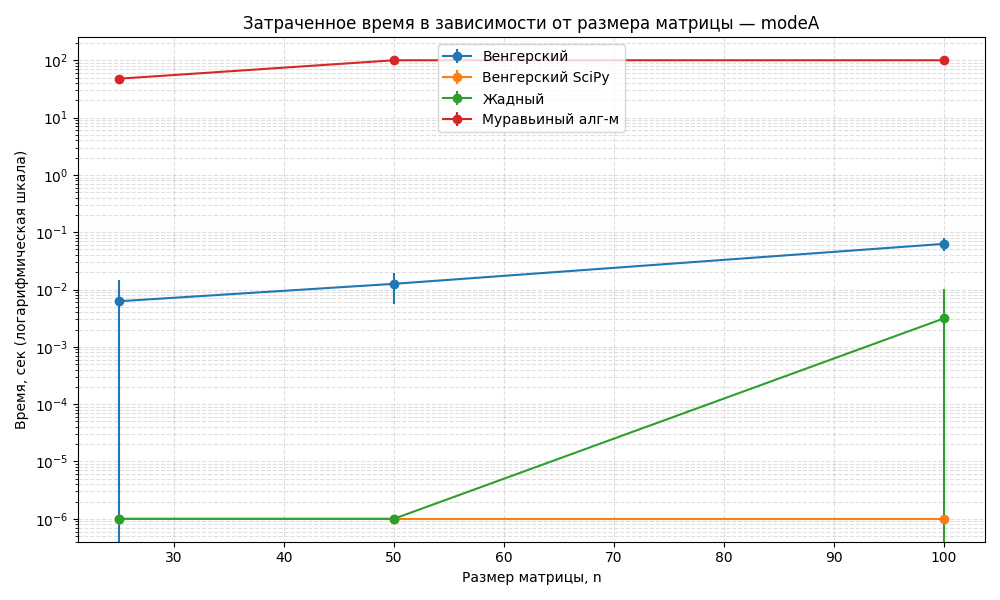 Затраченное время в зависимости от размера матрицы — modeA
Венгерский
Венгерский SciPy
Жадный
Муравьиный алг-м
Время, сек (логарифмическая шкала)
10²
10¹
10⁰
10⁻¹
10⁻²
10⁻³
10⁻⁴
10⁻⁵
10⁻⁶
30 40 50 60 70 80 90 100
Размер матрицы, n